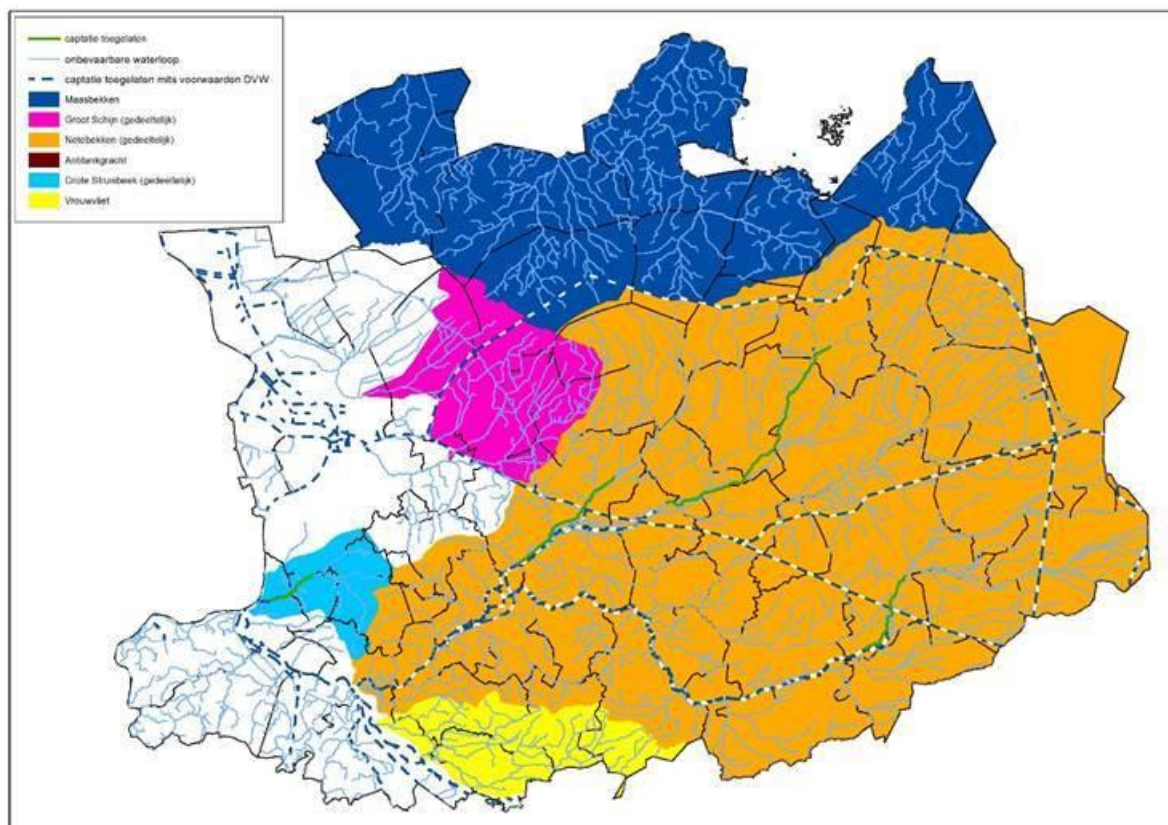 captatie toegelaten
onbevaarbare waterloop
captatie toegelaten mits voorwaarden DVW
Maasbekken
Groot Schijn (gedeeltelijk)
Netebekken (gedeeltelijk)
Antitankgracht
Grote Struisbeek (gedeeltelijk)
Vrouwvliet